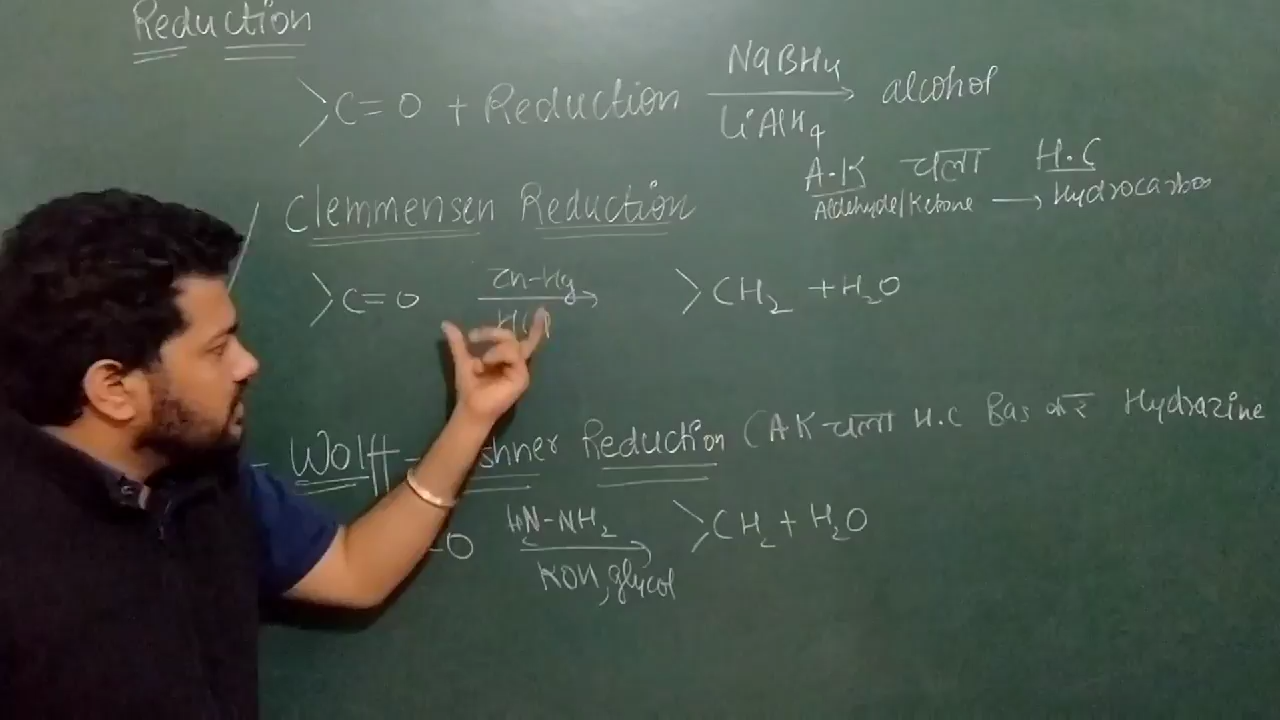 Reduction
>C=O + Reduction NaBH4 LiAlH4 → alcohol
A-K चला H.C
Aldehyde/Ketone → Hydrocarbon
Clemmensen Reduction
>C=O Zn-Hg HCl → >CH2 + H2O
Wolff - shner Reduction (AK चला H.C Bas कर Hydrazine
=O H2N-NH2 KOH, glycol → >CH2 + H2O